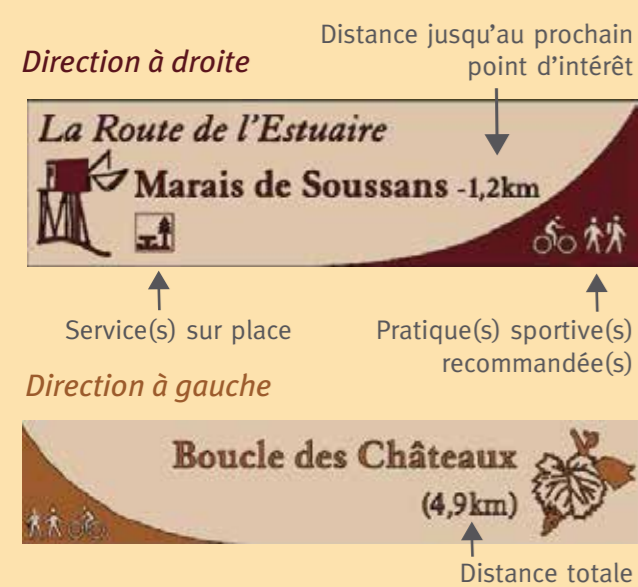 Distance jusqu’au prochain
point d’intérêt
Direction à droite
La Route de l’Estuaire
Marais de Soussans -1,2km
Service(s) sur place
Pratique(s) sportive(s)
recommandée(s)
Direction à gauche
Boucle des Châteaux
(4,9km)
Distance totale